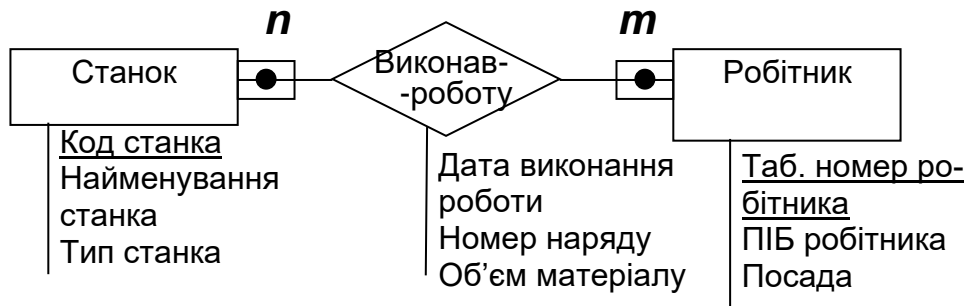 n
m
Станок
Виконав-
-роботу
Робітник
Код станка
Найменування
станка
Тип станка
Дата виконання
роботи
Номер наряду
Об’єм матеріалу
Таб. номер ро-
бітника
ПІБ робітника
Посада